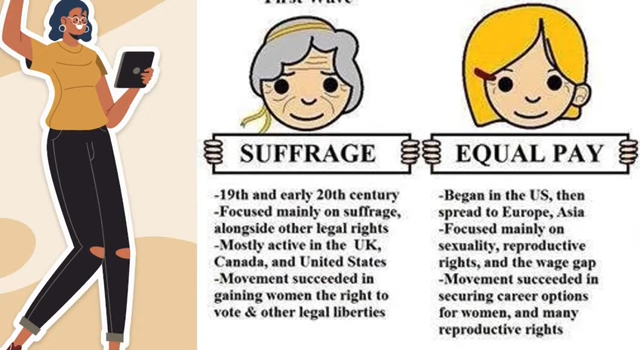 First Wave
SUFFRAGE
-19th and early 20th century
-Focused mainly on suffrage,
alongside other legal rights
-Mostly active in the UK,
Canada, and United States
-Movement succeeded in
gaining women the right to
vote & other legal liberties
EQUAL PAY
-Began in the US, then
spread to Europe, Asia
-Focused mainly on
sexuality, reproductive
rights, and the wage gap
-Movement succeeded in
securing career options
for women, and many
reproductive rights